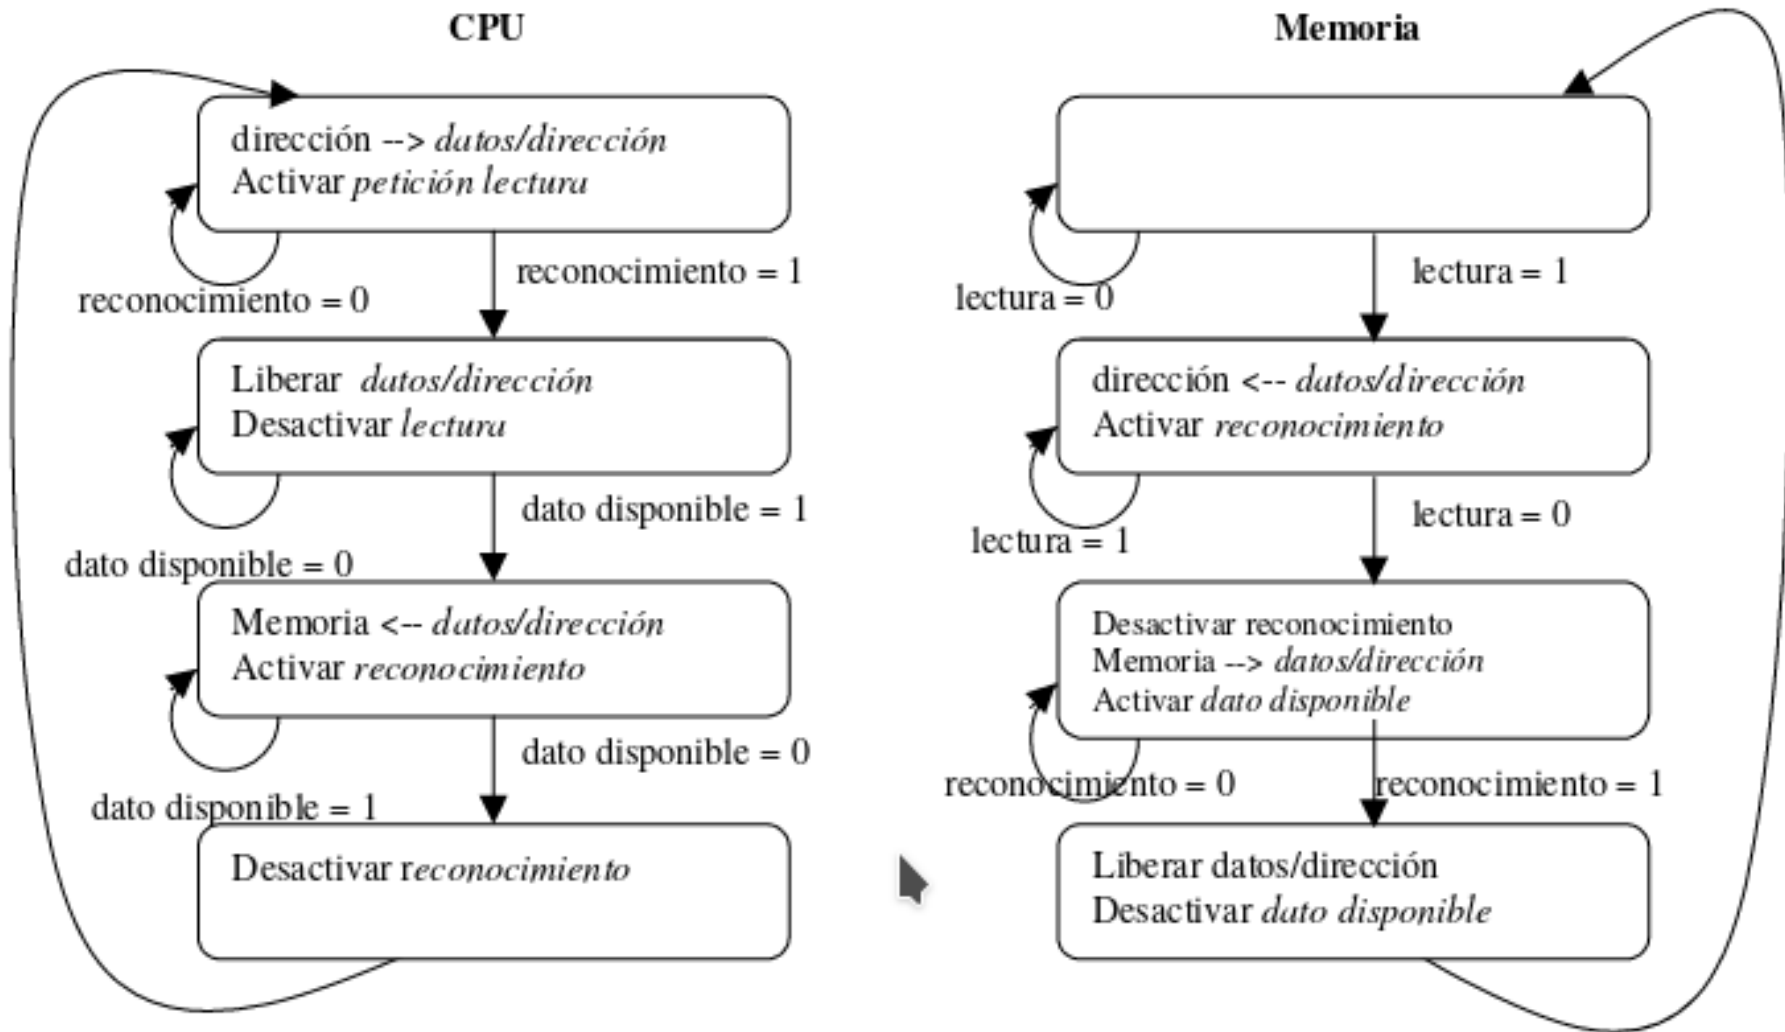 CPU
dirección --> datos/dirección
Activar petición lectura
reconocimiento = 1
reconocimiento = 0
Liberar datos/dirección
Desactivar lectura
dato disponible = 1
dato disponible = 0
Memoria <-- datos/dirección
Activar reconocimiento
dato disponible = 0
dato disponible = 1
Desactivar reconocimiento
Memoria
lectura = 1
lectura = 0
dirección <-- datos/dirección
Activar reconocimiento
lectura = 0
lectura = 1
Desactivar reconocimiento
Memoria --> datos/dirección
Activar dato disponible
reconocimiento = 0
reconocimiento = 1
Liberar datos/dirección
Desactivar dato disponible